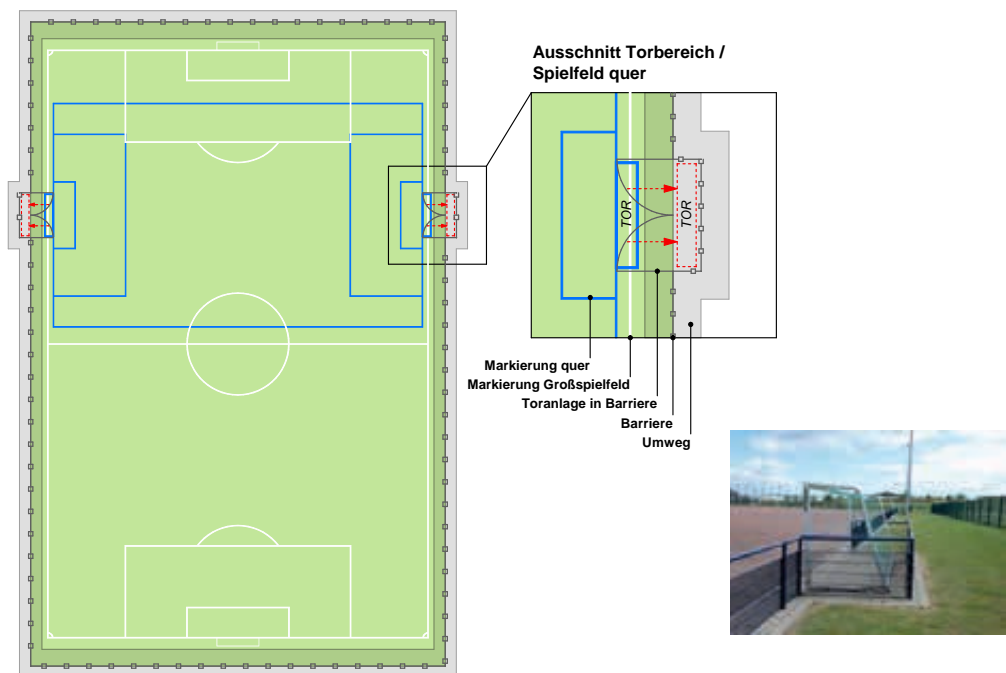 Ausschnitt Torbereich /
Spielfeld quer
TOR
TOR
Markierung quer
Markierung Großspielfeld
Toranlage in Barriere
Barriere
Umweg